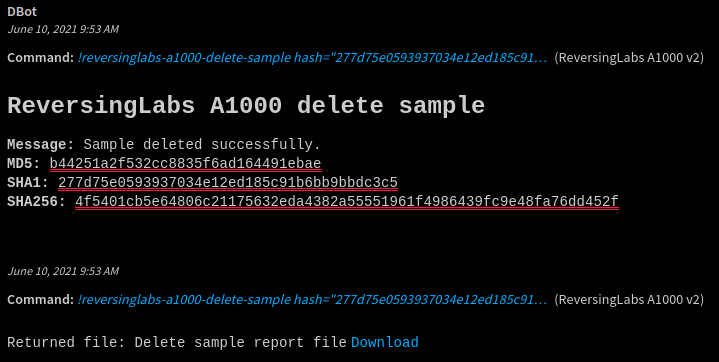 DBot
June 10, 2021 9:53 AM
Command: !reversinglabs-a1000-delete-sample hash="277d75e0593937034e12ed185c91... (ReversingLabs A1000 v2)
ReversingLabs A1000 delete sample
Message: Sample deleted successfully.
MD5: b44251a2f532cc8835f6ad164491ebae
SHA1: 277d75e0593937034e12ed185c91b6bb9bbdc3c5
SHA256: 4f5401cb5e64806c21175632eda4382a55551961f4986439fc9e48fa76dd452f
June 10, 2021 9:53 AM
Command: !reversinglabs-a1000-delete-sample hash="277d75e0593937034e12ed185c91... (ReversingLabs A1000 v2)
Returned file: Delete sample report file Download